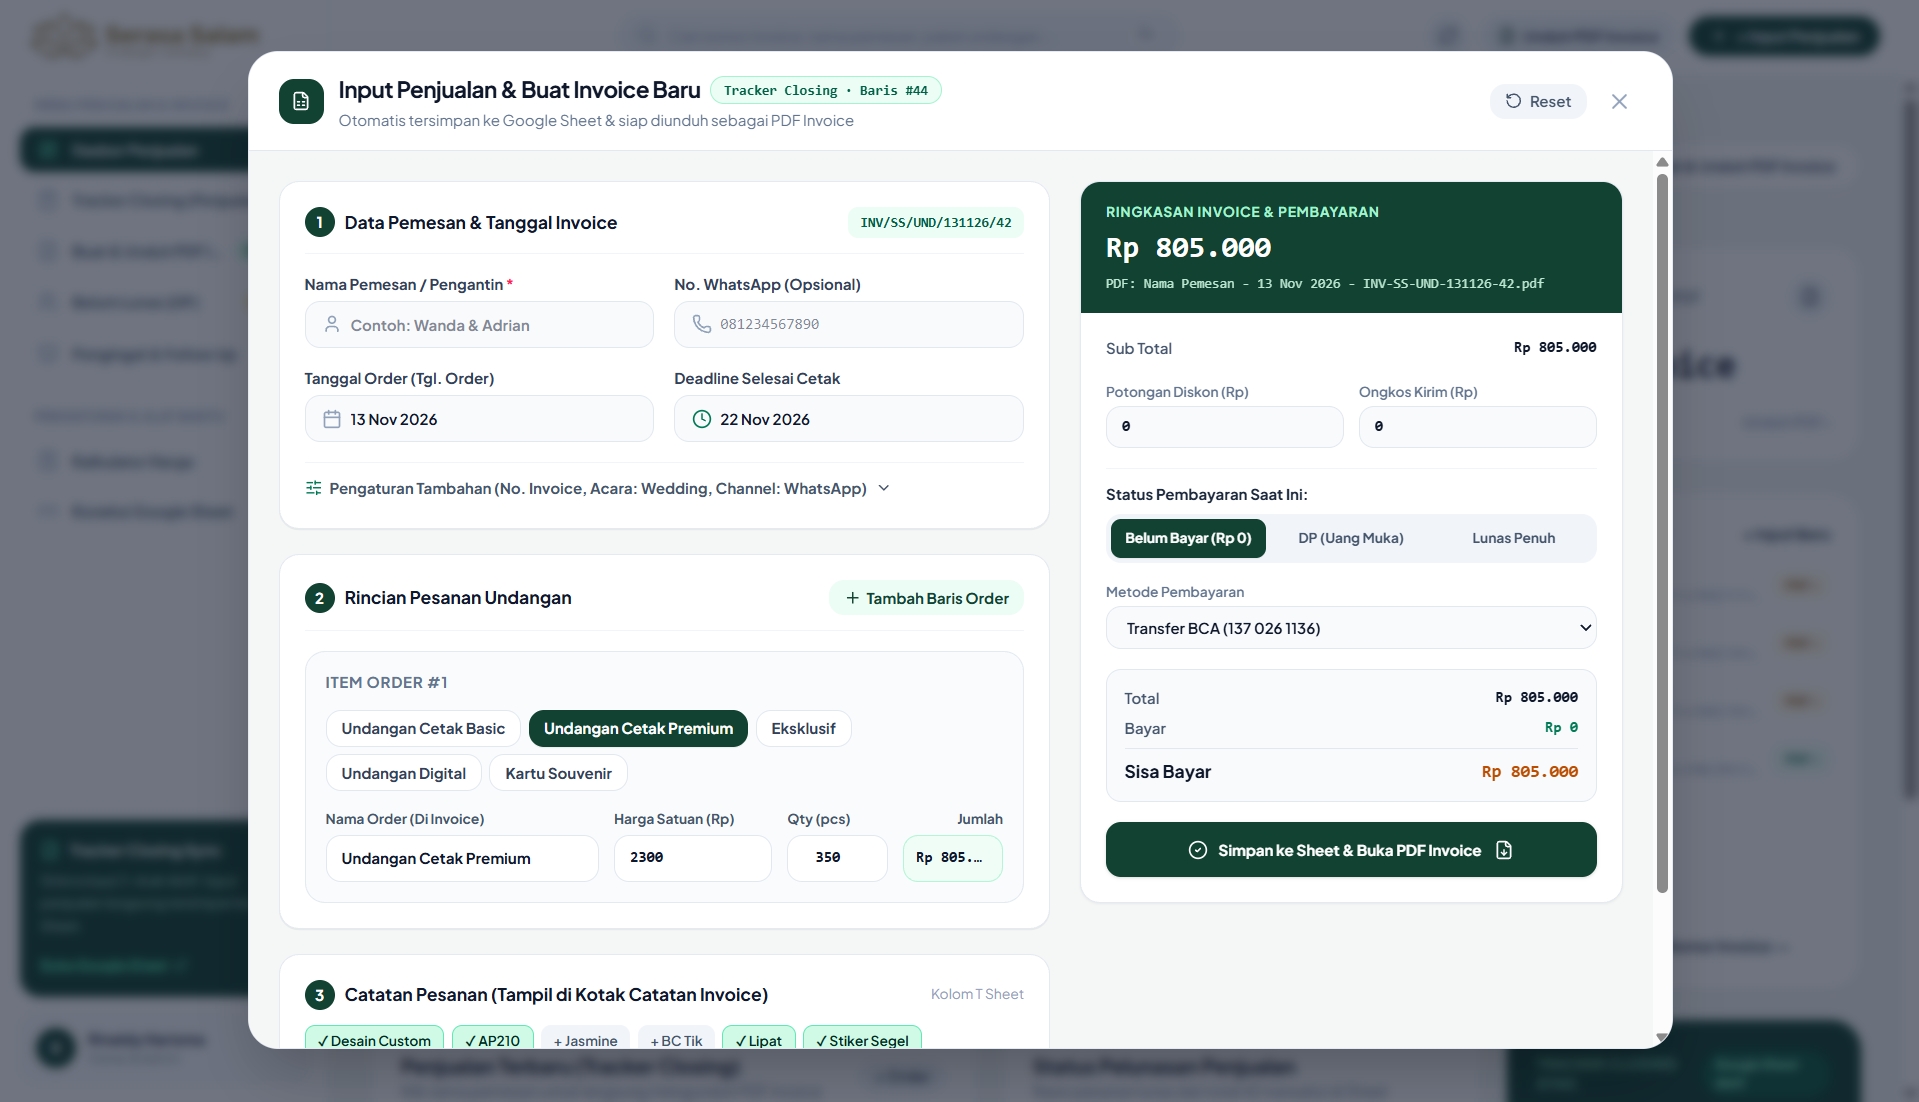 Input Penjualan & Buat Invoice Baru
Tracker Closing · Baris #44
Otomatis tersimpan ke Google Sheet & siap diunduh sebagai PDF Invoice
Reset
1 Data Pemesan & Tanggal Invoice
INV/SS/UND/131126/42
Nama Pemesan / Pengantin *
No. WhatsApp (Opsional)
Contoh: Wanda & Adrian
081234567890
Tanggal Order (Tgl. Order)
Deadline Selesai Cetak
13 Nov 2026
22 Nov 2026
Pengaturan Tambahan (No. Invoice, Acara: Wedding, Channel: WhatsApp)
2 Rincian Pesanan Undangan
+ Tambah Baris Order
ITEM ORDER #1
Undangan Cetak Basic
Undangan Cetak Premium
Eksklusif
Undangan Digital
Kartu Souvenir
Nama Order (Di Invoice)
Harga Satuan (Rp)
Qty (pcs)
Jumlah
Undangan Cetak Premium
2300
350
Rp 805.…
3 Catatan Pesanan (Tampil di Kotak Catatan Invoice)
Kolom T Sheet
✓ Desain Custom
✓ AP210
+ Jasmine
+ BC Tik
✓ Lipat
✓ Stiker Segel
RINGKASAN INVOICE & PEMBAYARAN
Rp 805.000
PDF: Nama Pemesan - 13 Nov 2026 - INV-SS-UND-131126-42.pdf
Sub Total
Rp 805.000
Potongan Diskon (Rp)
Ongkos Kirim (Rp)
0
0
Status Pembayaran Saat Ini:
Belum Bayar (Rp 0)
DP (Uang Muka)
Lunas Penuh
Metode Pembayaran
Transfer BCA (137 026 1136)
Total
Rp 805.000
Bayar
Rp 0
Sisa Bayar
Rp 805.000
Simpan ke Sheet & Buka PDF Invoice